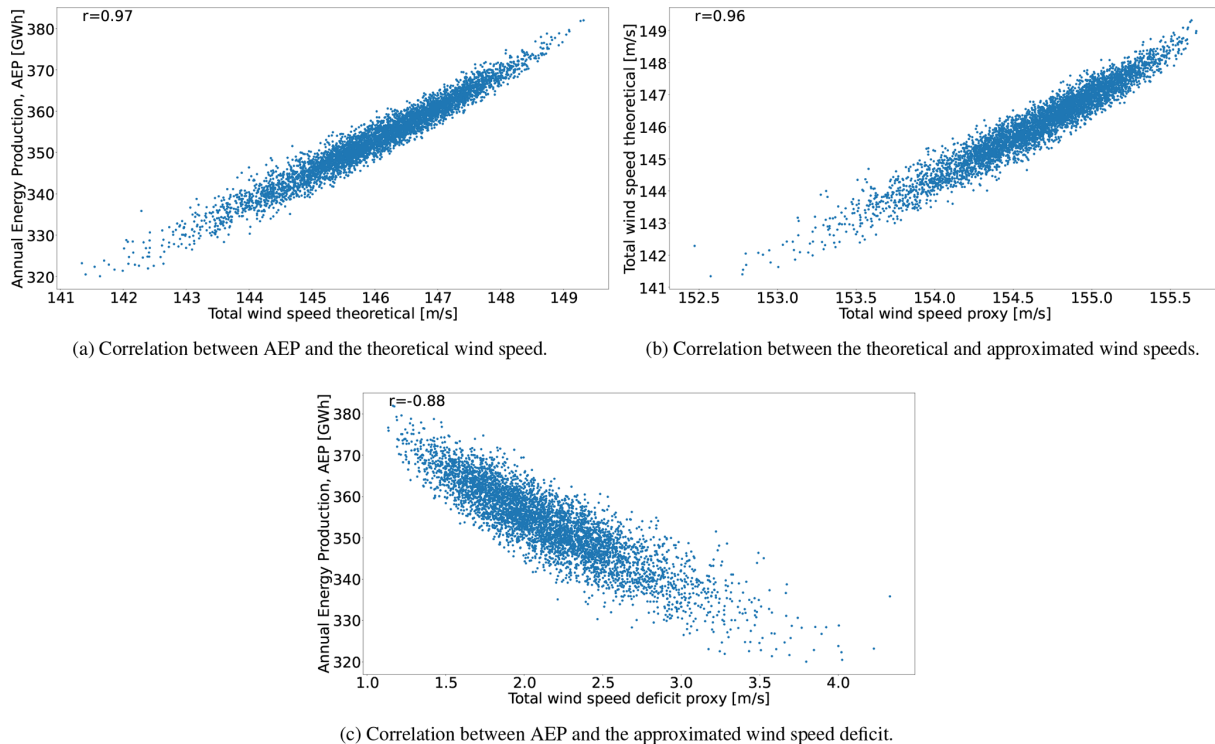 r=0.97
Annual Energy Production, AEP [GWh]
380
370
360
350
340
330
320
141 142 143 144 145 146 147 148 149
Total wind speed theoretical [m/s]
(a) Correlation between AEP and the theoretical wind speed.
r=0.96
Total wind speed theoretical [m/s]
149
148
147
146
145
144
143
142
141
152.5 153.0 153.5 154.0 154.5 155.0 155.5
Total wind speed proxy [m/s]
(b) Correlation between the theoretical and approximated wind speeds.
r=-0.88
Annual Energy Production, AEP [GWh]
380
370
360
350
340
330
320
1.0 1.5 2.0 2.5 3.0 3.5 4.0
Total wind speed deficit proxy [m/s]
(c) Correlation between AEP and the approximated wind speed deficit.